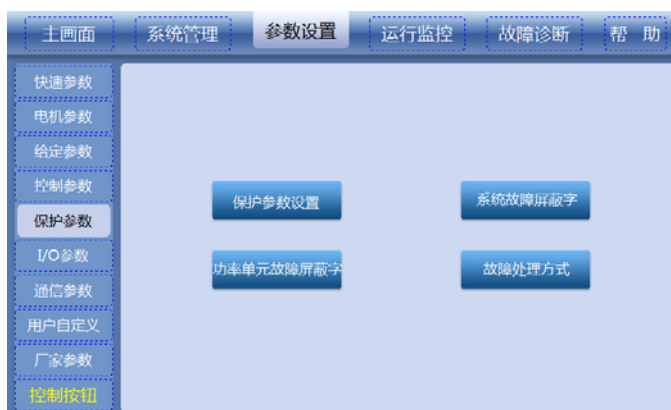 主画面 系统管理 参数设置 运行监控 故障诊断 帮 助
快速参数
电机参数
给定参数
控制参数
保护参数
I/O参数
通信参数
用户自定义
厂家参数
控制按钮
保护参数设置 系统故障屏蔽字
功率单元故障屏蔽字 故障处理方式